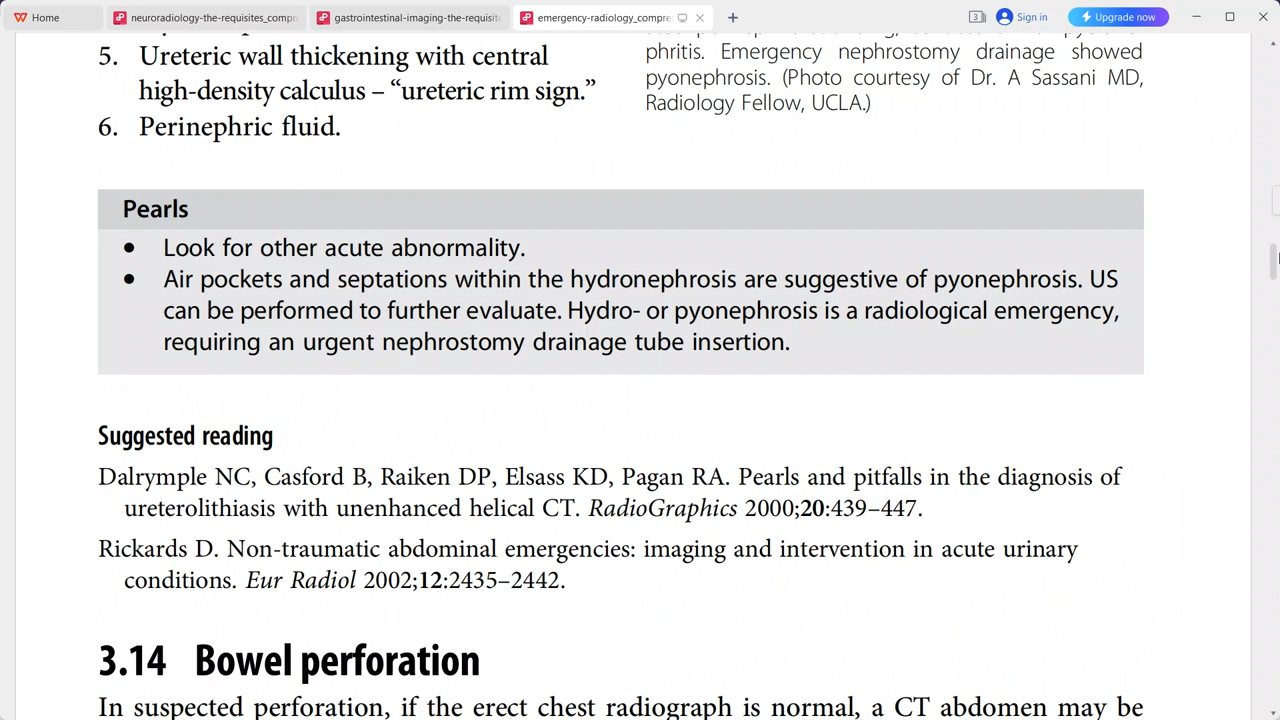 Home
neuroradiology-the-requisites_compre
gastrointestinal-imaging-the-requisite
emergency-radiology_compre
3
Sign in
Upgrade now
5. Ureteric wall thickening with central
high-density calculus – “ureteric rim sign.”
6. Perinephric fluid.
phritis. Emergency nephrostomy drainage showed
pyonephrosis. (Photo courtesy of Dr. A Sassani MD,
Radiology Fellow, UCLA.)
Pearls
• Look for other acute abnormality.
• Air pockets and septations within the hydronephrosis are suggestive of pyonephrosis. US
can be performed to further evaluate. Hydro- or pyonephrosis is a radiological emergency,
requiring an urgent nephrostomy drainage tube insertion.
Suggested reading
Dalrymple NC, Casford B, Raiken DP, Elsass KD, Pagan RA. Pearls and pitfalls in the diagnosis of
ureterolithiasis with unenhanced helical CT. RadioGraphics 2000;20:439–447.
Rickards D. Non-traumatic abdominal emergencies: imaging and intervention in acute urinary
conditions. Eur Radiol 2002;12:2435–2442.
3.14 Bowel perforation
In suspected perforation, if the erect chest radiograph is normal, a CT abdomen may be